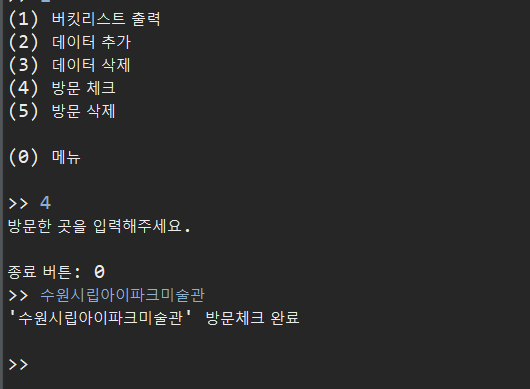 (1) 버킷리스트 출력
(2) 데이터 추가
(3) 데이터 삭제
(4) 방문 체크
(5) 방문 삭제
(0) 메뉴
>> 4
방문한 곳을 입력해주세요.
종료 버튼: 0
>> 수원시립아이파크미술관
'수원시립아이파크미술관' 방문체크 완료
>>